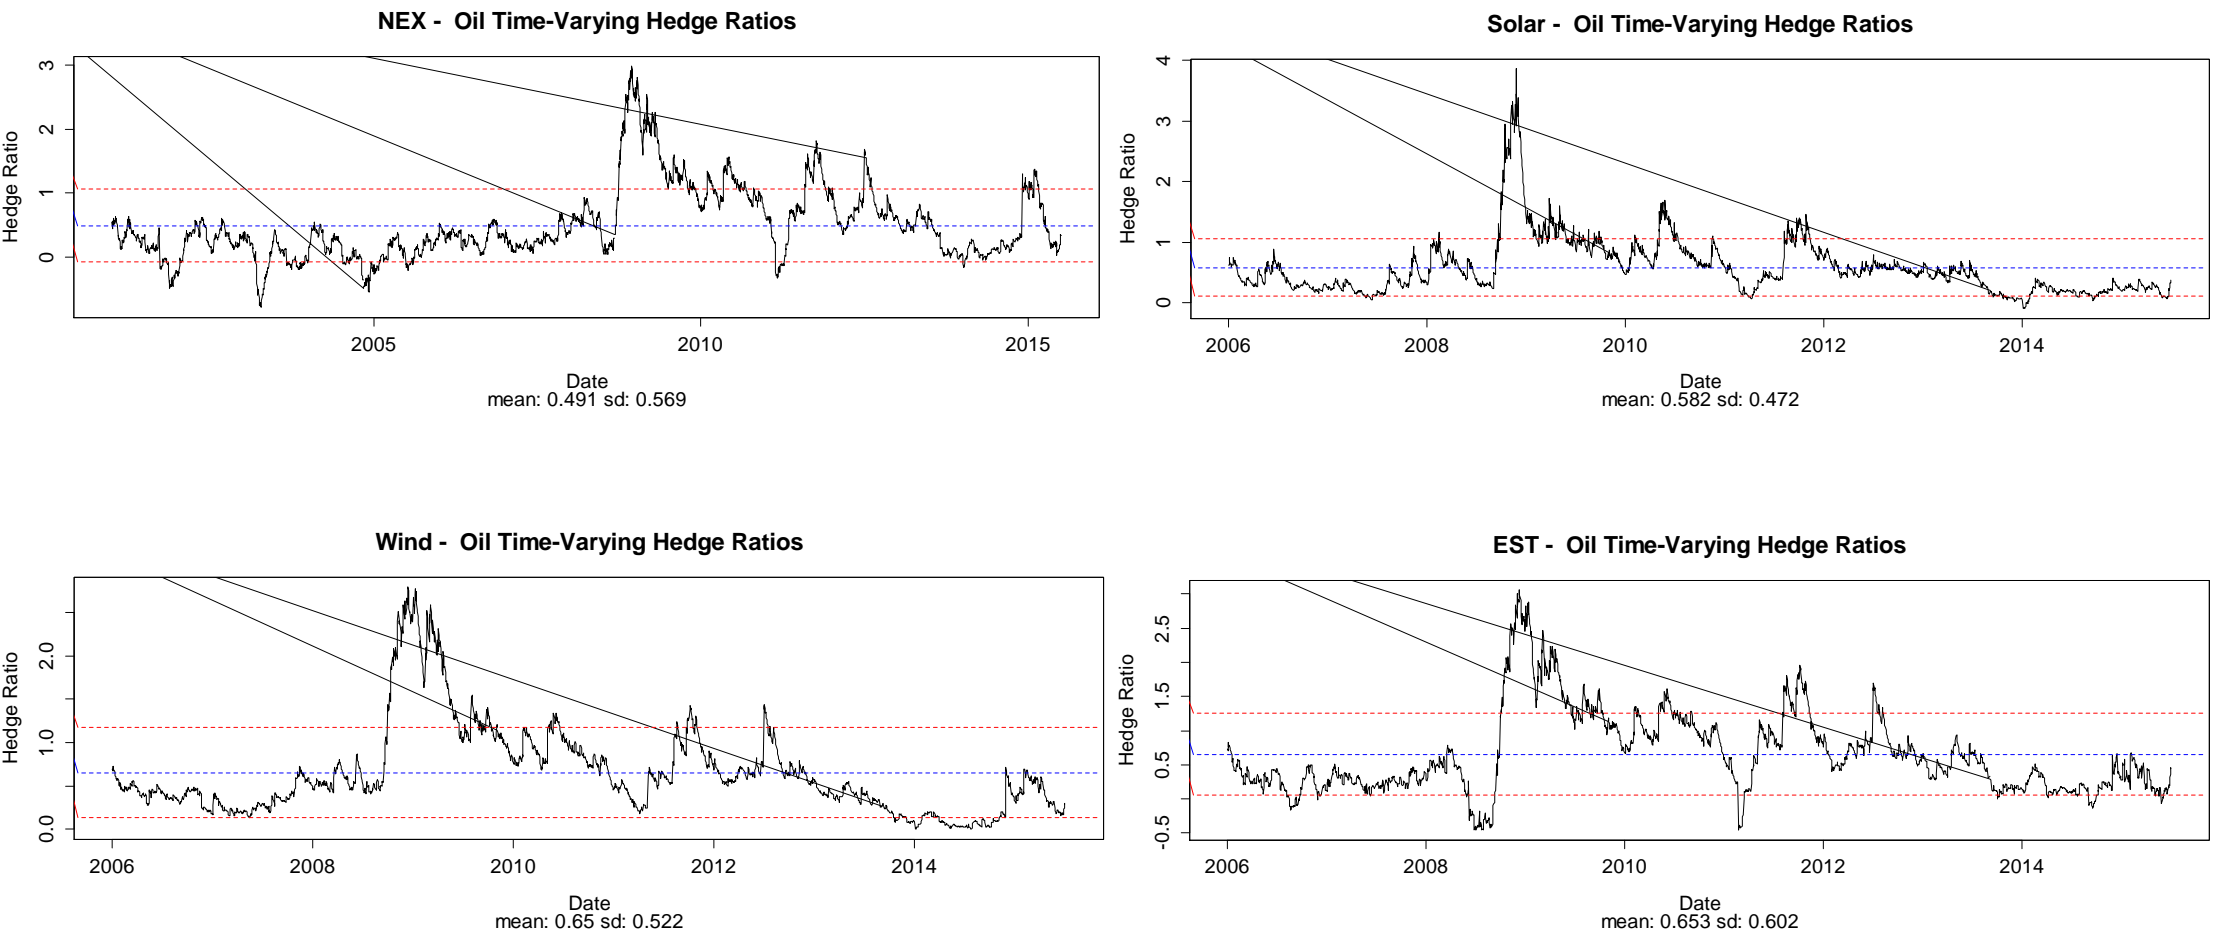 NEX -  Oil Time-Varying Hedge Ratios
Hedge Ratio
3
2
1
0
2005
2010
2015
Date
mean: 0.491 sd: 0.569
Solar -  Oil Time-Varying Hedge Ratios
Hedge Ratio
4
3
2
1
0
2006
2008
2010
2012
2014
Date
mean: 0.582 sd: 0.472
Wind -  Oil Time-Varying Hedge Ratios
Hedge Ratio
2.0
1.0
0.0
2006
2008
2010
2012
2014
Date
mean: 0.65 sd: 0.522
EST -  Oil Time-Varying Hedge Ratios
Hedge Ratio
2.5
1.5
0.5
-0.5
2006
2008
2010
2012
2014
Date
mean: 0.653 sd: 0.602